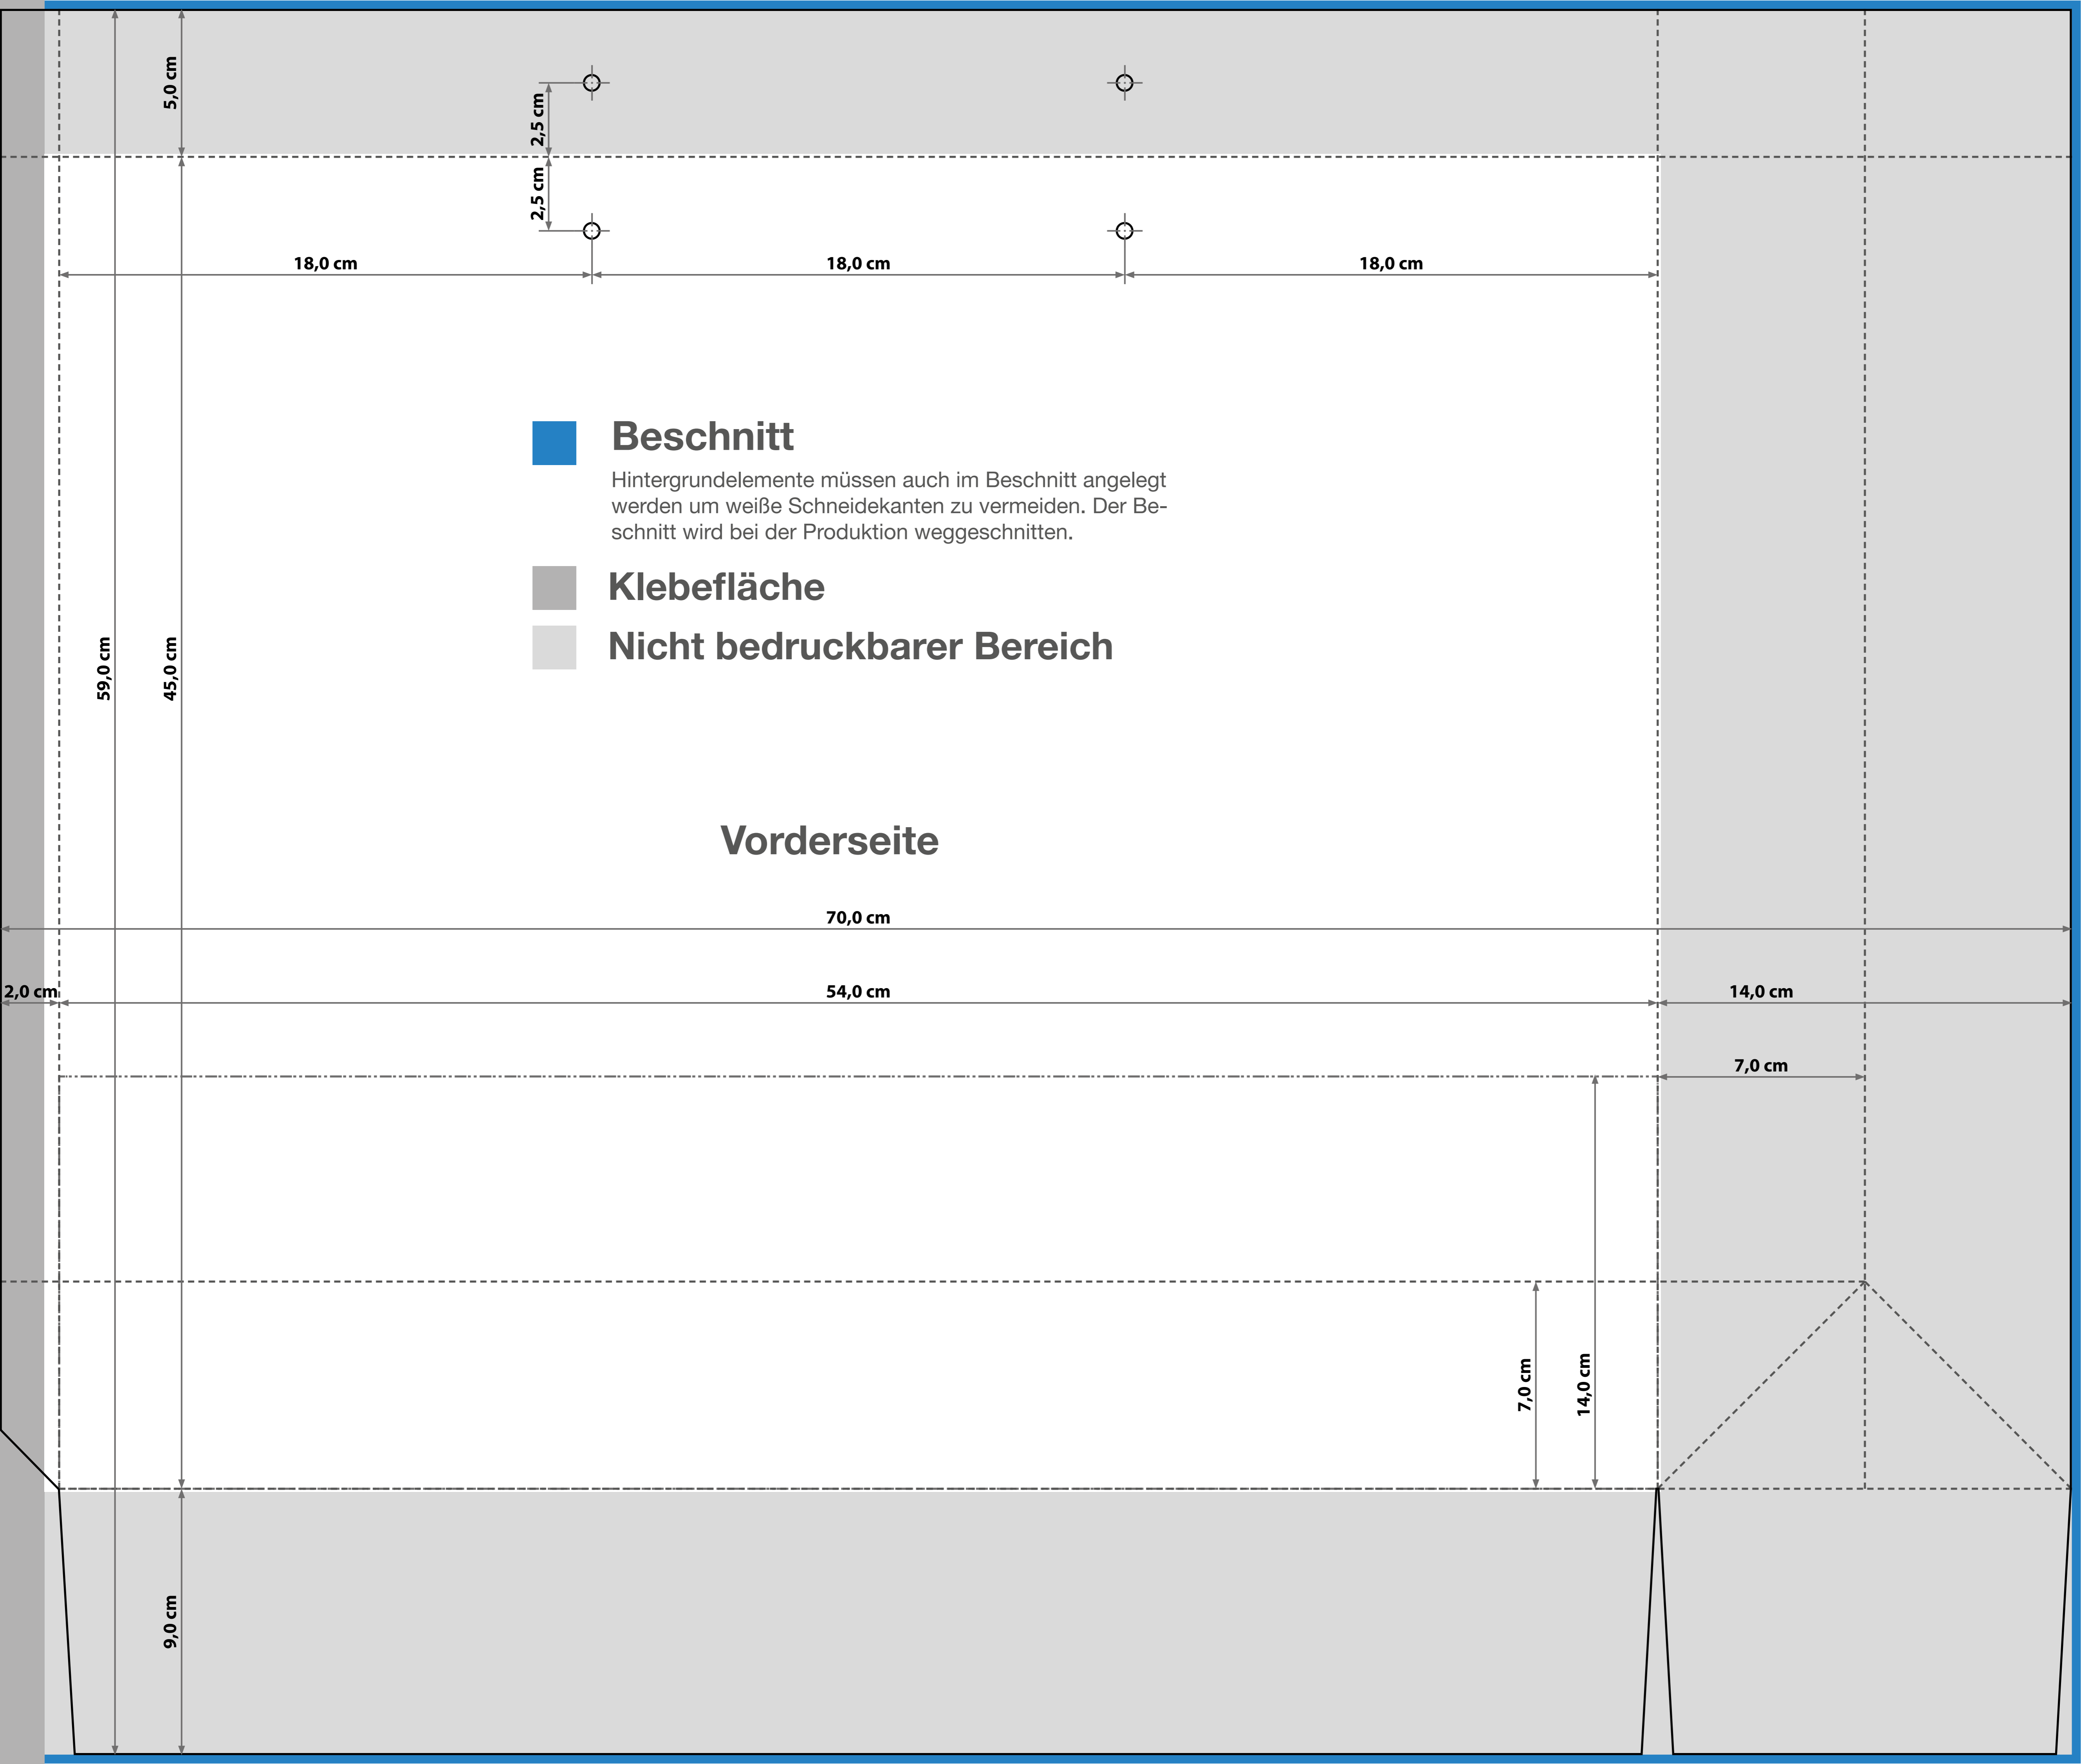 5,0 cm
2,5 cm
2,5 cm
18,0 cm
18,0 cm
18,0 cm
Beschnitt
Hintergrundelemente müssen auch im Beschnitt angelegt
werden um weiße Schneidekanten zu vermeiden. Der Be-
schnitt wird bei der Produktion weggeschnitten.
Klebefläche
Nicht bedruckbarer Bereich
59,0 cm
45,0 cm
Vorderseite
70,0 cm
2,0 cm
54,0 cm
14,0 cm
7,0 cm
7,0 cm
14,0 cm
9,0 cm